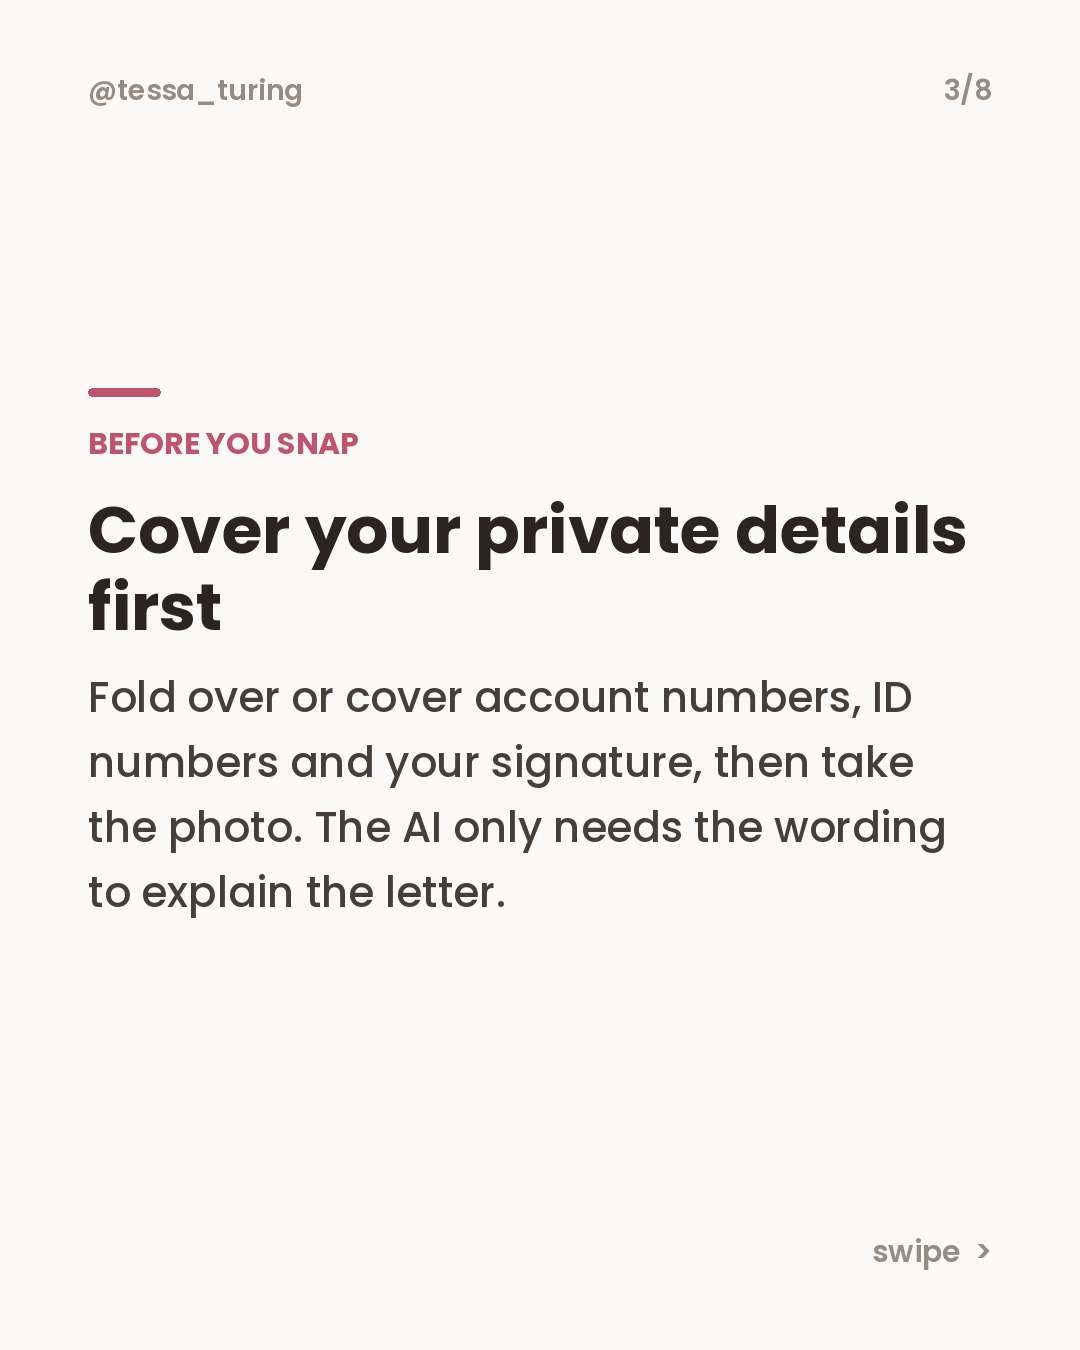 @tessa_turing
3/8
BEFORE YOU SNAP
Cover your private details
first
Fold over or cover account numbers, ID
numbers and your signature, then take
the photo. The AI only needs the wording
to explain the letter.
swipe >